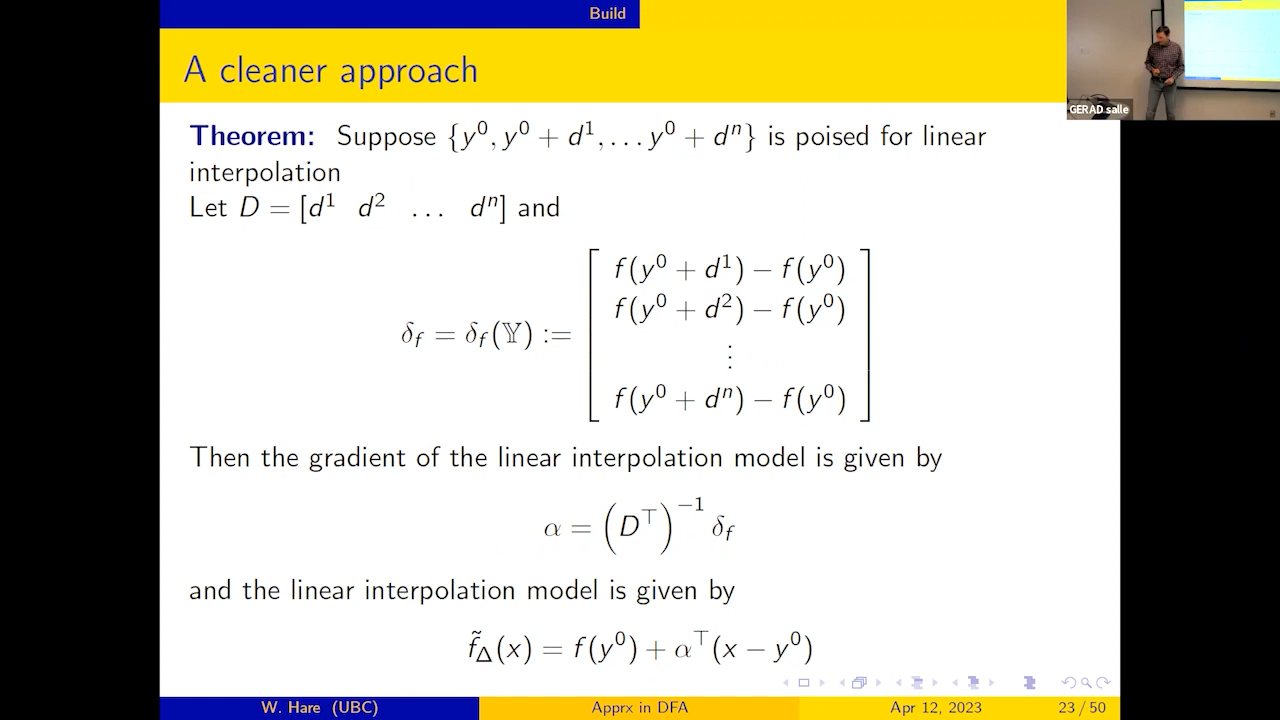 Build
A cleaner approach
GERAD salle
Theorem: Suppose {y⁰, y⁰ + d¹, … y⁰ + dⁿ} is poised for linear
interpolation
Let D = [d¹ d² … dⁿ] and
f(y⁰ + d¹) − f(y⁰)
f(y⁰ + d²) − f(y⁰)
δ_f = δ_f(𝕐) :=
⋮
f(y⁰ + dⁿ) − f(y⁰)
Then the gradient of the linear interpolation model is given by
α = (D^⊤)⁻¹ δ_f
and the linear interpolation model is given by
f̃_Δ(x) = f(y⁰) + α^⊤(x − y⁰)
W. Hare (UBC) Apprx in DFA Apr 12, 2023 23 / 50